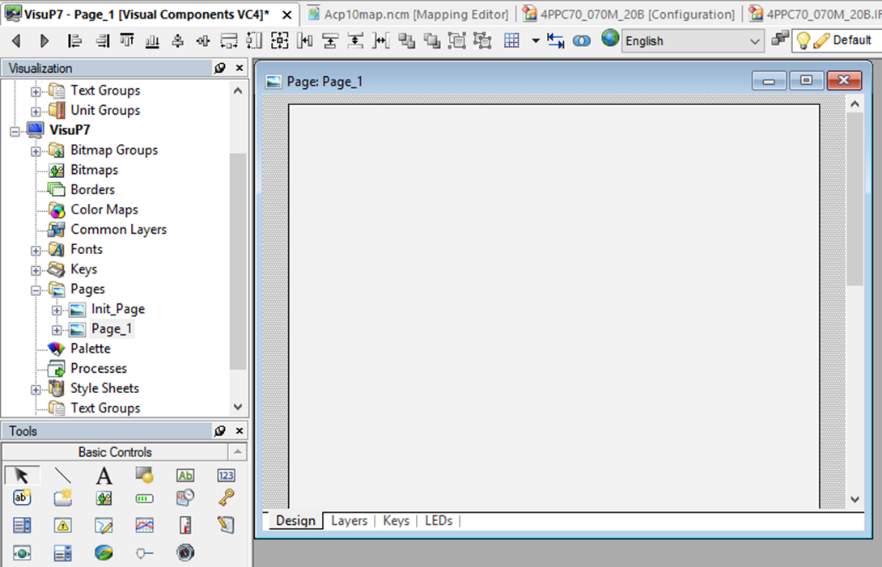 VisuP7 - Page_1 [Visual Components VC4]*
Acp10map.ncm [Mapping Editor]
4PPC70_070M_20B [Configuration]
English
Default
Visualization
Text Groups
Unit Groups
VisuP7
Bitmap Groups
Bitmaps
Borders
Color Maps
Common Layers
Fonts
Keys
Pages
Init_Page
Page_1
Palette
Processes
Style Sheets
Text Groups
Tools
Basic Controls
A
Ab
123
ab
Page: Page_1
Design
Layers
Keys
LEDs